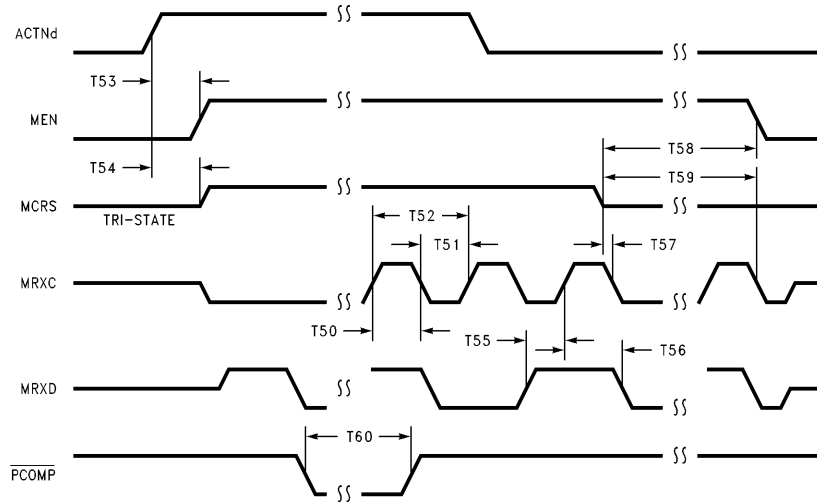 ACTNd
T53
MEN
T58
T54
T59
MCRS
TRI-STATE
T52
T51
T57
MRXC
T50
T55
T56
MRXD
T60
PCOMP